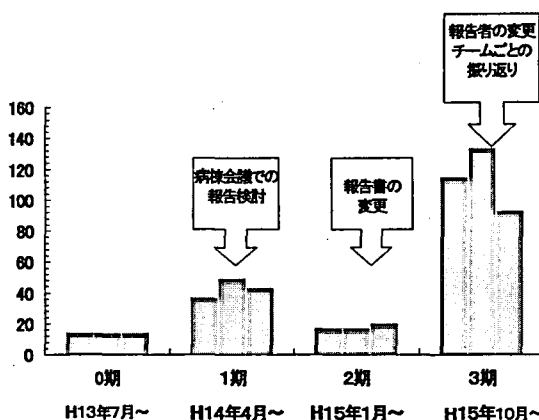 報告者の変更
チームごとの
振り返り
病棟会議での
報告検討
報告書の
変更
160
140
120
100
80
60
40
20
0
0期
1期
2期
3期
H13年7月~
H14年4月~
H15年1月~
H15年10月~